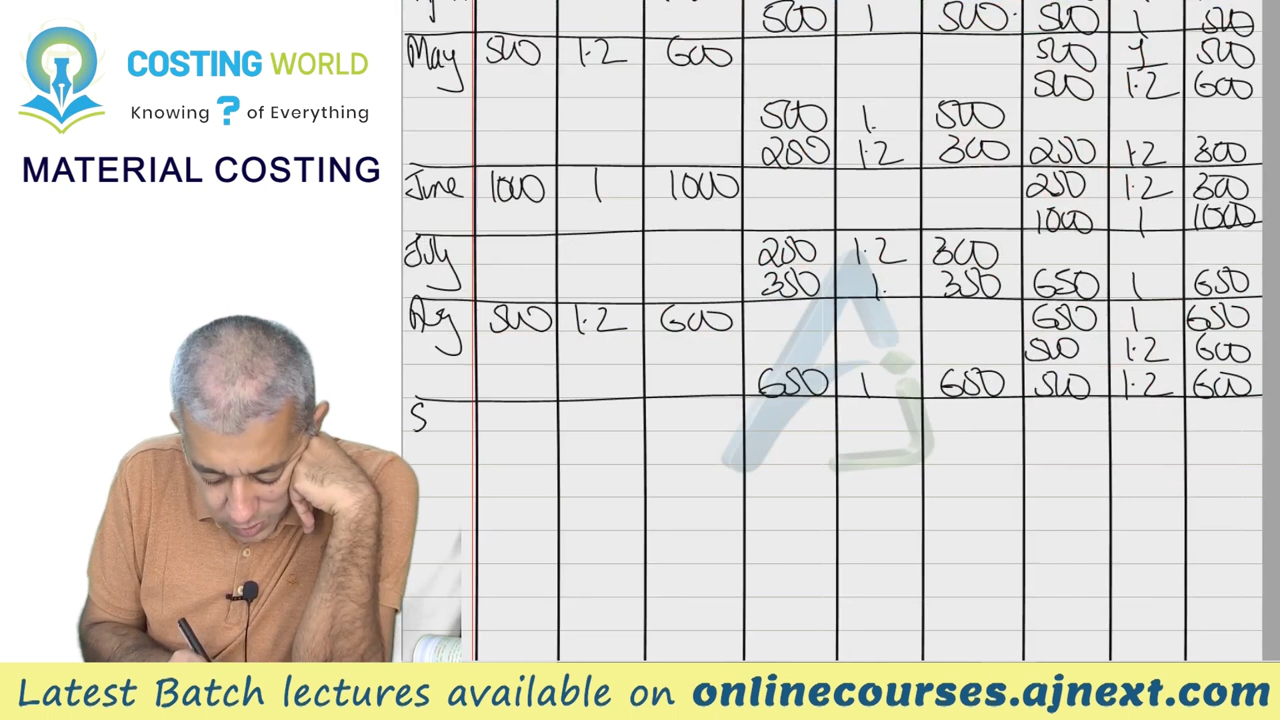 COSTING WORLD
Knowing ? of Everything
MATERIAL COSTING
500 1 500 500 1 500
May 500 1.2 600 500 1 500
500 1.2 600
500 1. 500
250 1.2 300 250 1.2 300
June 1000 1 1000 250 1.2 300
1000 1 1000
July 250 1.2 300
350 1. 350 650 1 650
Aug 500 1.2 600 650 1 650
500 1.2 600
650 1 650 500 1.2 600
S
Latest Batch lectures available on onlinecourses.ajnext.com